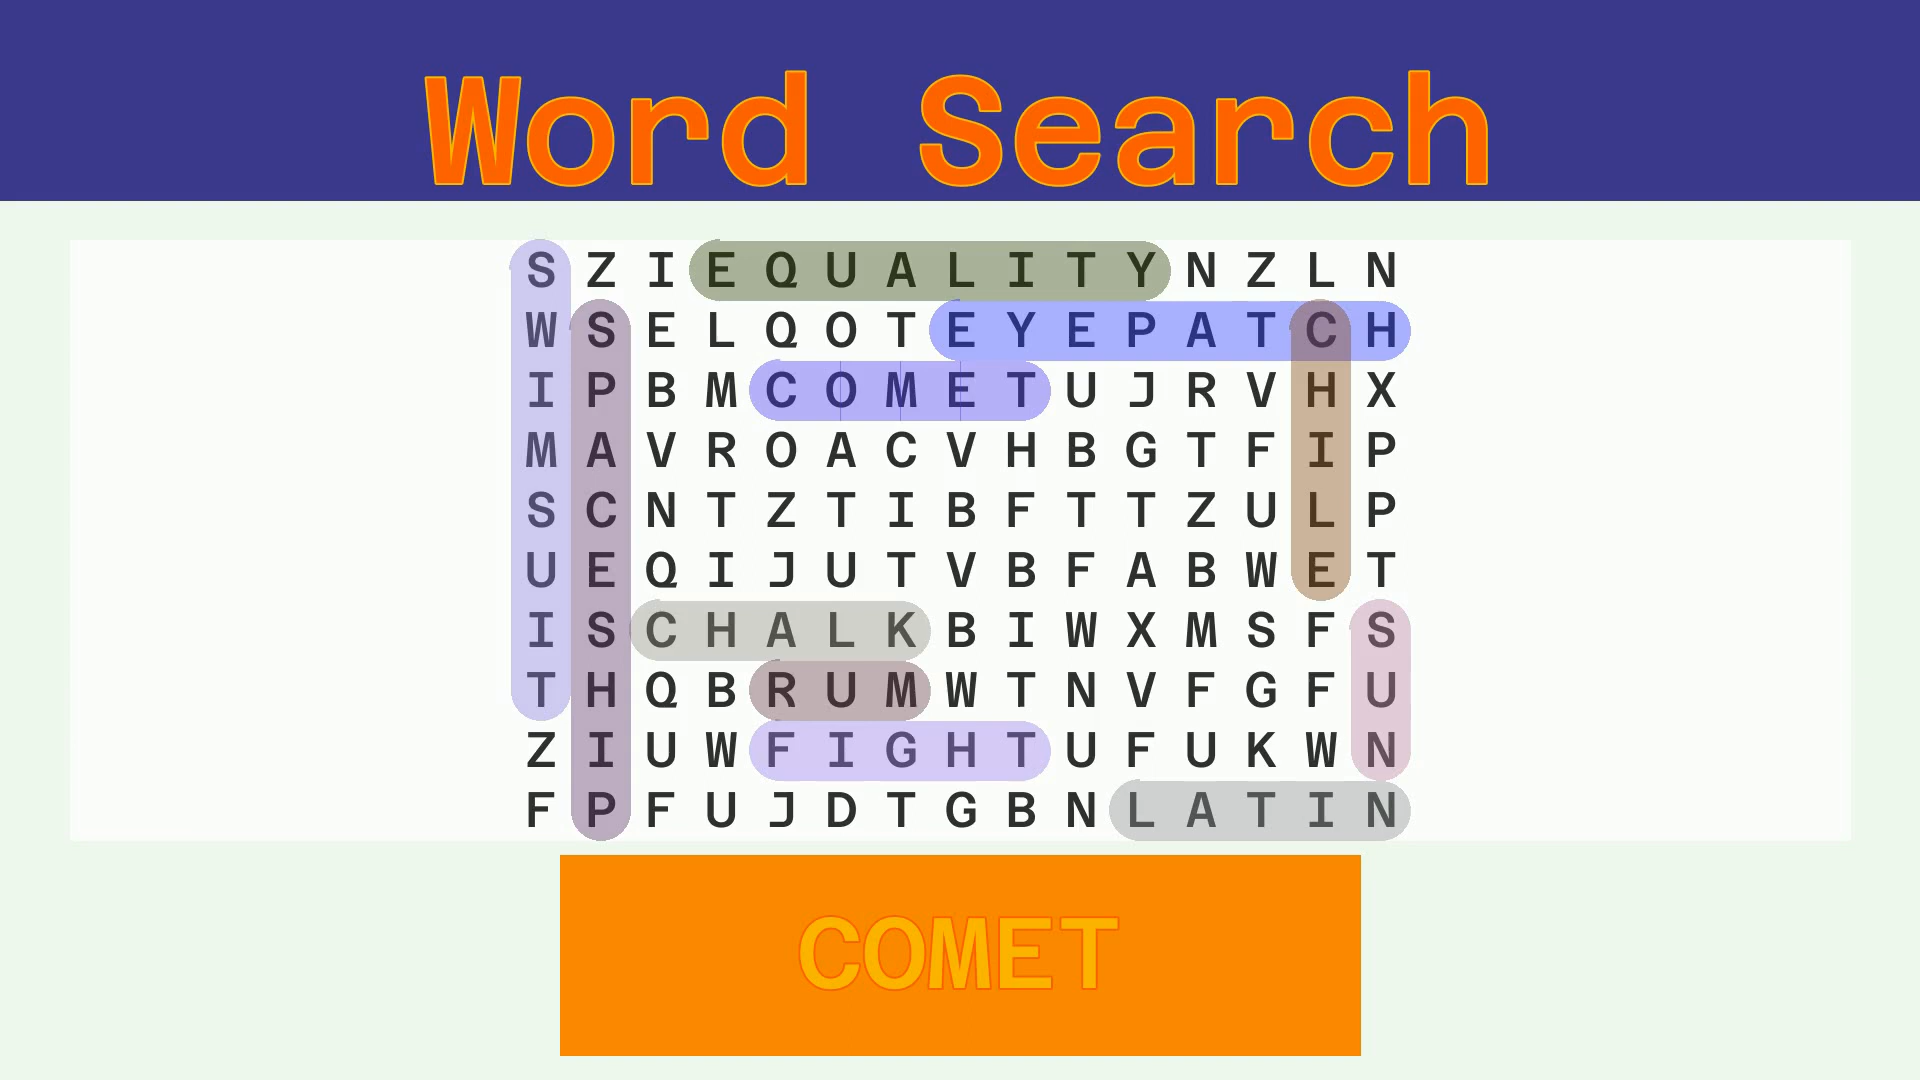 Word Search
S Z I E Q U A L I T Y N Z L N
W S E L Q O T E Y E P A T C H
I P B M C O M E T U J R V H X
M A V R O A C V H B G T F I P
S C N T Z T I B F T T Z U L P
U E Q I J U T V B F A B W E T
I S C H A L K B I W X M S F S
T H Q B R U M W T N V F G F U
Z I U W F I G H T U F U K W N
F P F U J D T G B N L A T I N
COMET